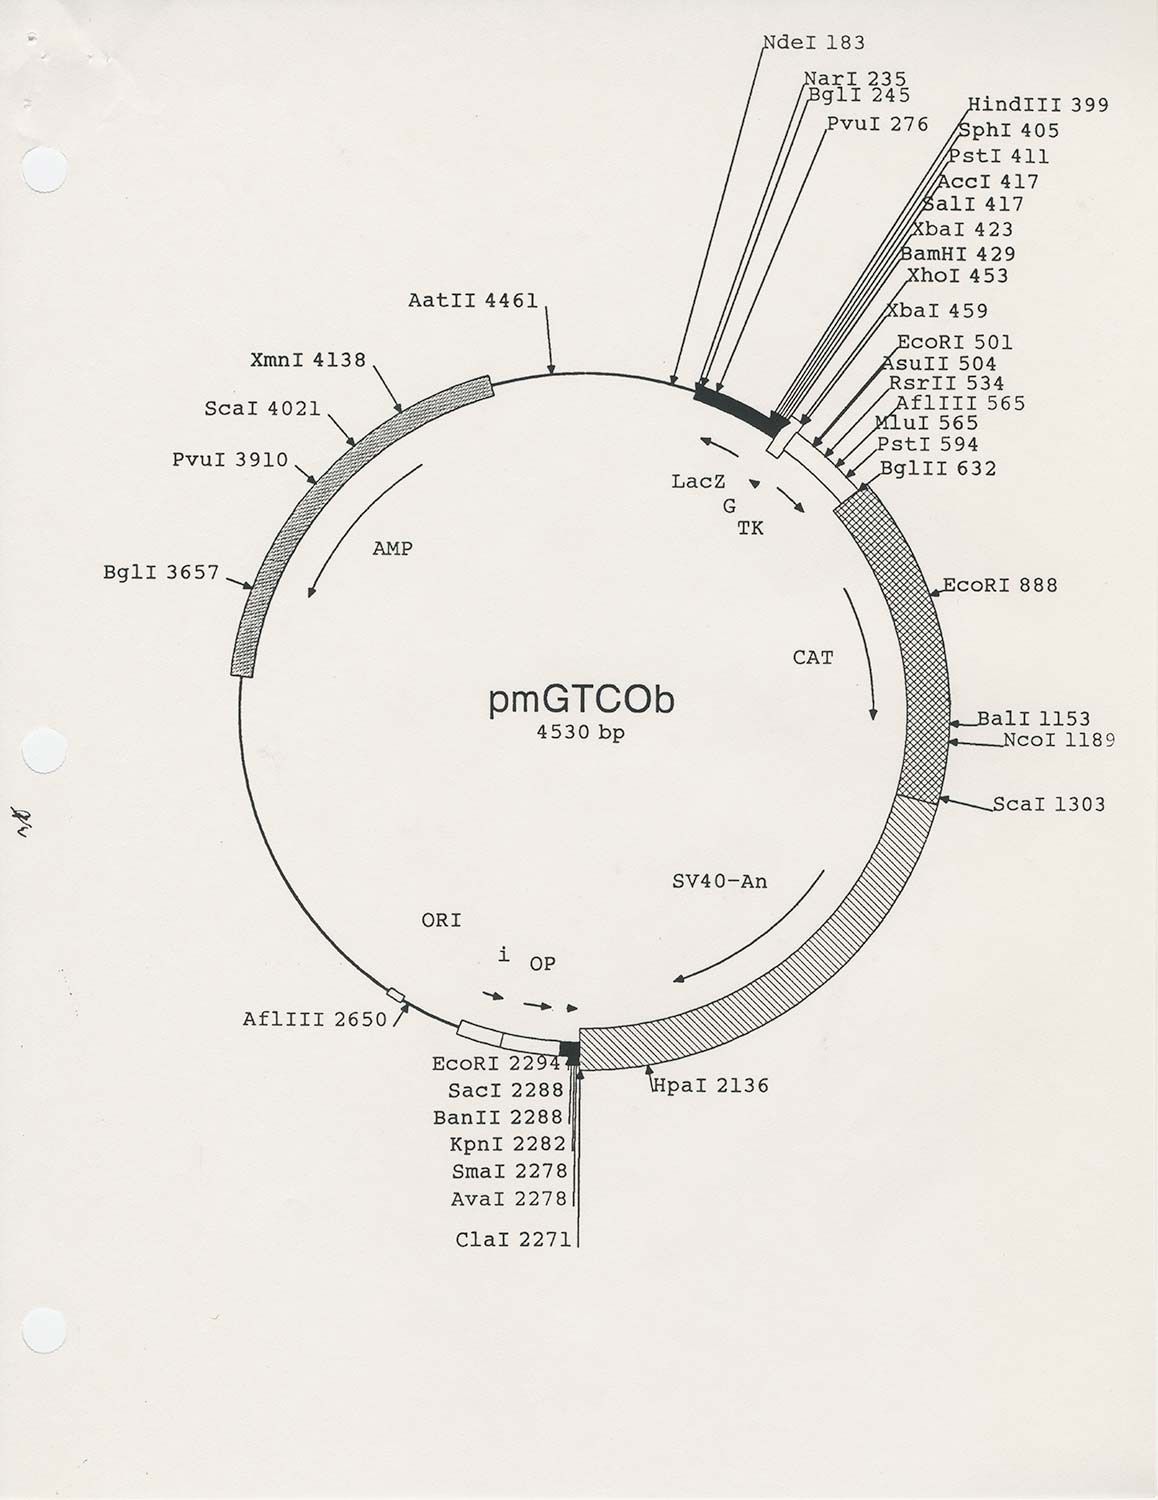 NdeI 183
NarI 235
BglI 245
PvuI 276
HindIII 399
SphI 405
PstI 411
AccI 417
SalI 417
XbaI 423
BamHI 429
XhoI 453
XbaI 459
EcoRI 501
AsuII 504
RsrII 534
AflIII 565
MluI 565
PstI 594
BglII 632
AatII 4461
XmnI 4138
ScaI 4021
PvuI 3910
BglI 3657
LacZ
G
TK
AMP
EcoRI 888
CAT
pmGTCOb
4530 bp
BalI 1153
NcoI 1189
ScaI 1303
SV40-An
ORI
i
OP
AflIII 2650
HpaI 2136
EcoRI 2294
SacI 2288
BanII 2288
KpnI 2282
SmaI 2278
AvaI 2278
ClaI 2271